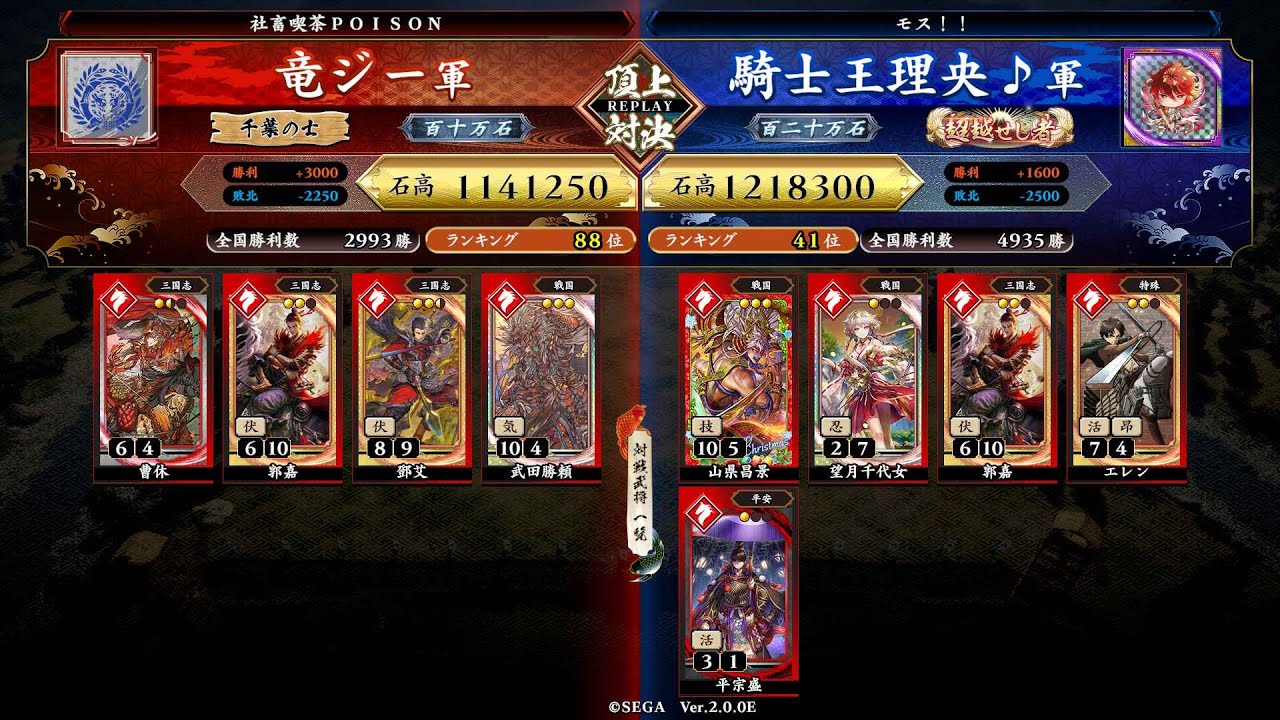 社畜喫茶POISON
モス！！
竜ジー軍
頂上
REPLAY
対決
騎士王理央♪軍
千葉の士
百十万石
百二十万石
超越せし者
勝利 +3000
敗北 -2250
石高 1141250
石高 1218300
勝利 +1600
敗北 -2500
全国勝利数 2993勝
ランキング 88位
ランキング 41位
全国勝利数 4935勝
三国志
三国志
三国志
戦国
戦国
戦国
三国志
特殊
伏
伏
気
技
忍
伏
活 昂
6 4
6 10
8 9
10 4
10 5
2 7
6 10
7 4
Christmas
曹休
郭嘉
鄧艾
武田勝頼
山県昌景
望月千代女
郭嘉
エレン
対戦武将一覧
平安
活
3 1
平宗盛
©SEGA Ver.2.0.0E